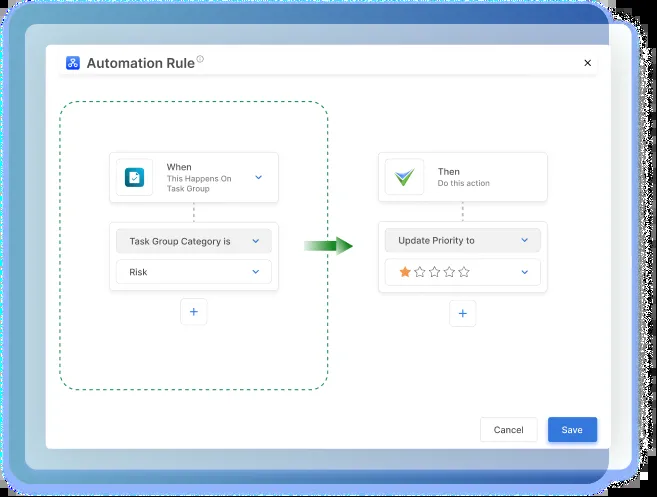 Automation Rule
When
This Happens On
Task Group
Task Group Category is
Risk
Then
Do this action
Update Priority to
Cancel
Save